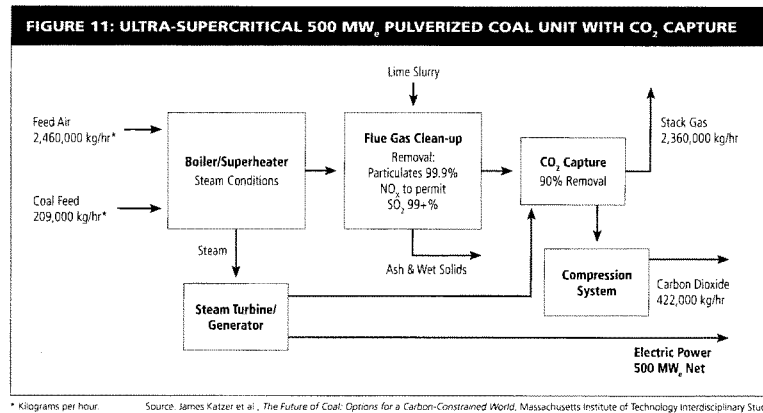 FIGURE 11: ULTRA-SUPERCRITICAL 500 MWe PULVERIZED COAL UNIT WITH CO2 CAPTURE
Lime Slurry
Feed Air
2,460,000 kg/hr*
Coal Feed
209,000 kg/hr*
Boiler/Superheater
Steam Conditions
Flue Gas Clean-up
Removal:
Particulates 99.9%
NOX to permit
SO2 99+%
CO2 Capture
90% Removal
Stack Gas
2,360,000 kg/hr
Steam
Ash & Wet Solids
Steam Turbine/
Generator
Compression
System
Carbon Dioxide
422,000 kg/hr
Electric Power
500 MWe Net
* Kilograms per hour. Source: James Katzer et al., The Future of Coal: Options for a Carbon-Constrained World, Massachusetts Institute of Technology Interdisciplinary